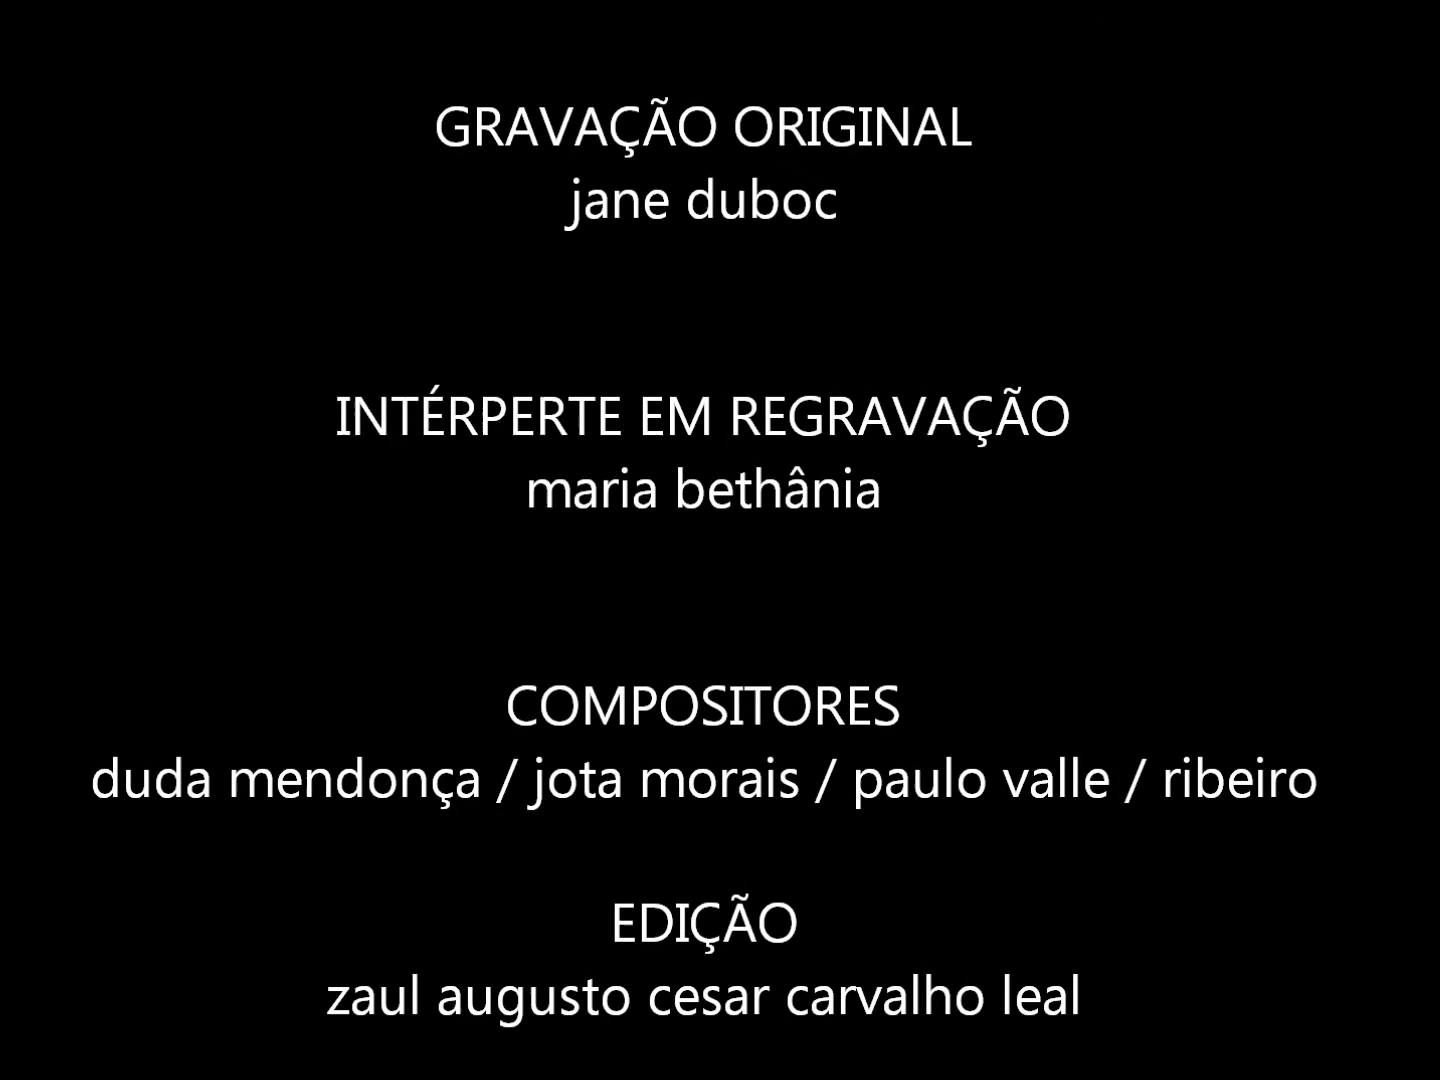 GRAVAÇÃO ORIGINAL
jane duboc
INTÉRPERTE EM REGRAVAÇÃO
maria bethânia
COMPOSITORES
duda mendonça / jota morais / paulo valle / ribeiro
EDIÇÃO
zaul augusto cesar carvalho leal